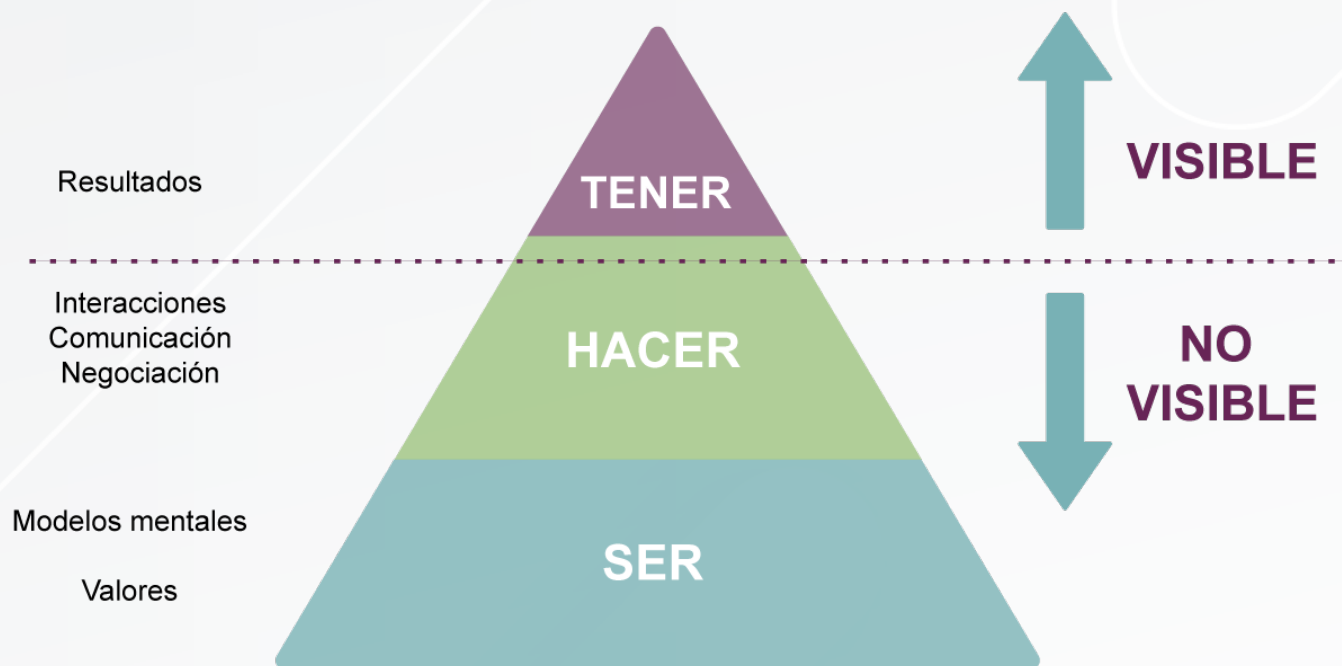 Resultados
TENER
VISIBLE
Interacciones
Comunicación
Negociación
HACER
NO
VISIBLE
Modelos mentales
Valores
SER